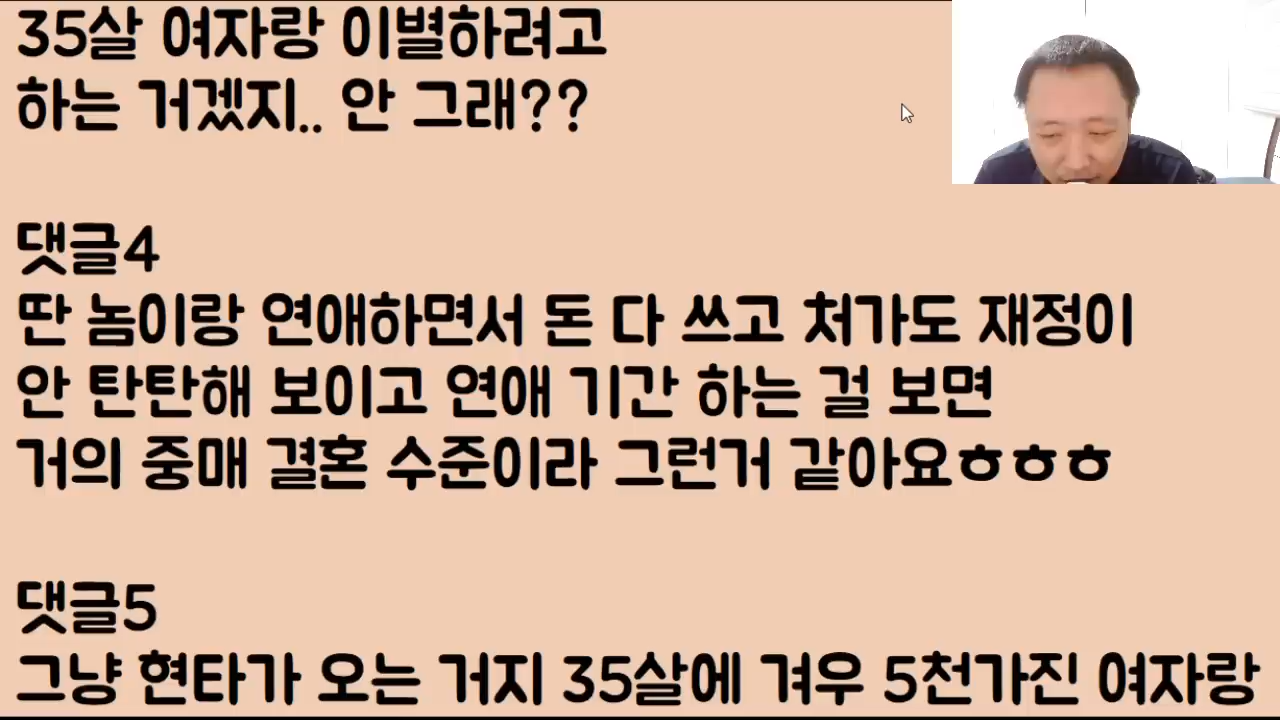 35살 여자랑 이별하려고
하는 거겠지.. 안 그래??
댓글4
딴 놈이랑 연애하면서 돈 다 쓰고 처가도 재정이
안 탄탄해 보이고 연애 기간 하는 걸 보면
거의 중매 결혼 수준이라 그런거 같아요ㅎㅎㅎ
댓글5
그냥 현타가 오는 거지 35살에 겨우 5천가진 여자랑